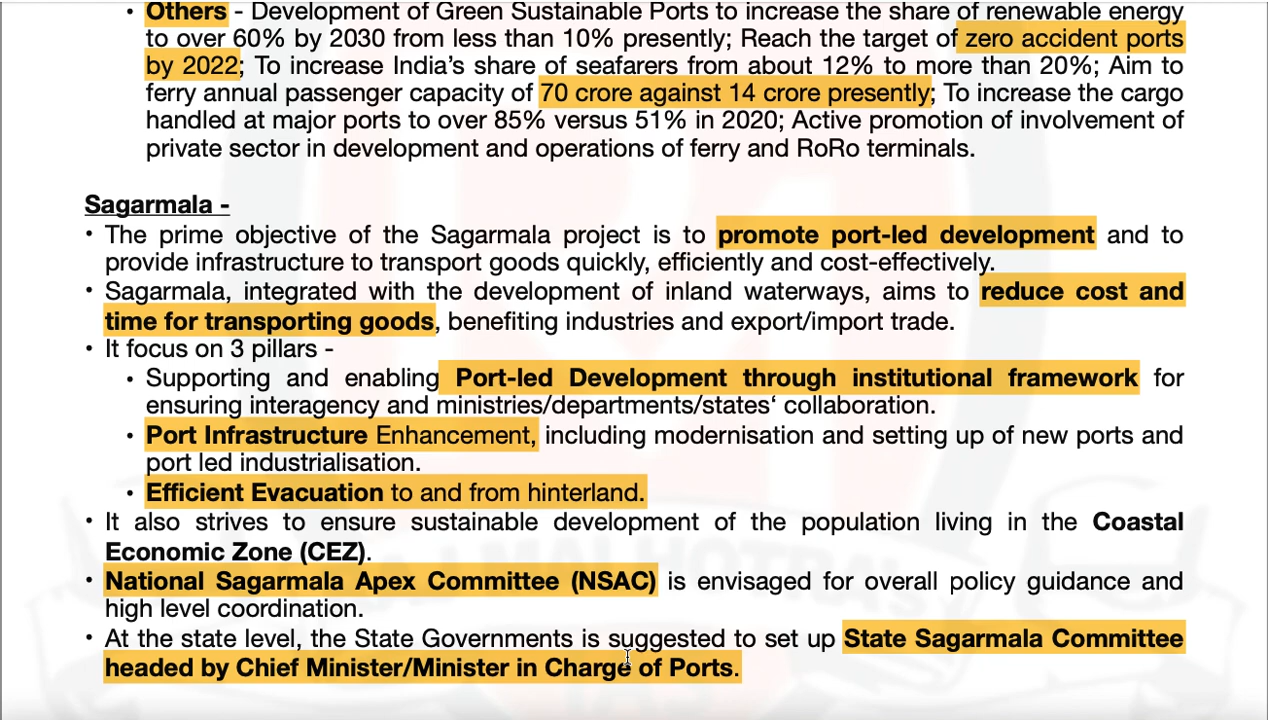 • Others - Development of Green Sustainable Ports to increase the share of renewable energy
to over 60% by 2030 from less than 10% presently; Reach the target of zero accident ports
by 2022; To increase India’s share of seafarers from about 12% to more than 20%; Aim to
ferry annual passenger capacity of 70 crore against 14 crore presently; To increase the cargo
handled at major ports to over 85% versus 51% in 2020; Active promotion of involvement of
private sector in development and operations of ferry and RoRo terminals.
Sagarmala -
• The prime objective of the Sagarmala project is to promote port-led development and to
provide infrastructure to transport goods quickly, efficiently and cost-effectively.
• Sagarmala, integrated with the development of inland waterways, aims to reduce cost and
time for transporting goods, benefiting industries and export/import trade.
• It focus on 3 pillars -
• Supporting and enabling Port-led Development through institutional framework for
ensuring interagency and ministries/departments/states‘ collaboration.
• Port Infrastructure Enhancement, including modernisation and setting up of new ports and
port led industrialisation.
• Efficient Evacuation to and from hinterland.
• It also strives to ensure sustainable development of the population living in the Coastal
Economic Zone (CEZ).
• National Sagarmala Apex Committee (NSAC) is envisaged for overall policy guidance and
high level coordination.
• At the state level, the State Governments is suggested to set up State Sagarmala Committee
headed by Chief Minister/Minister in Charge of Ports.